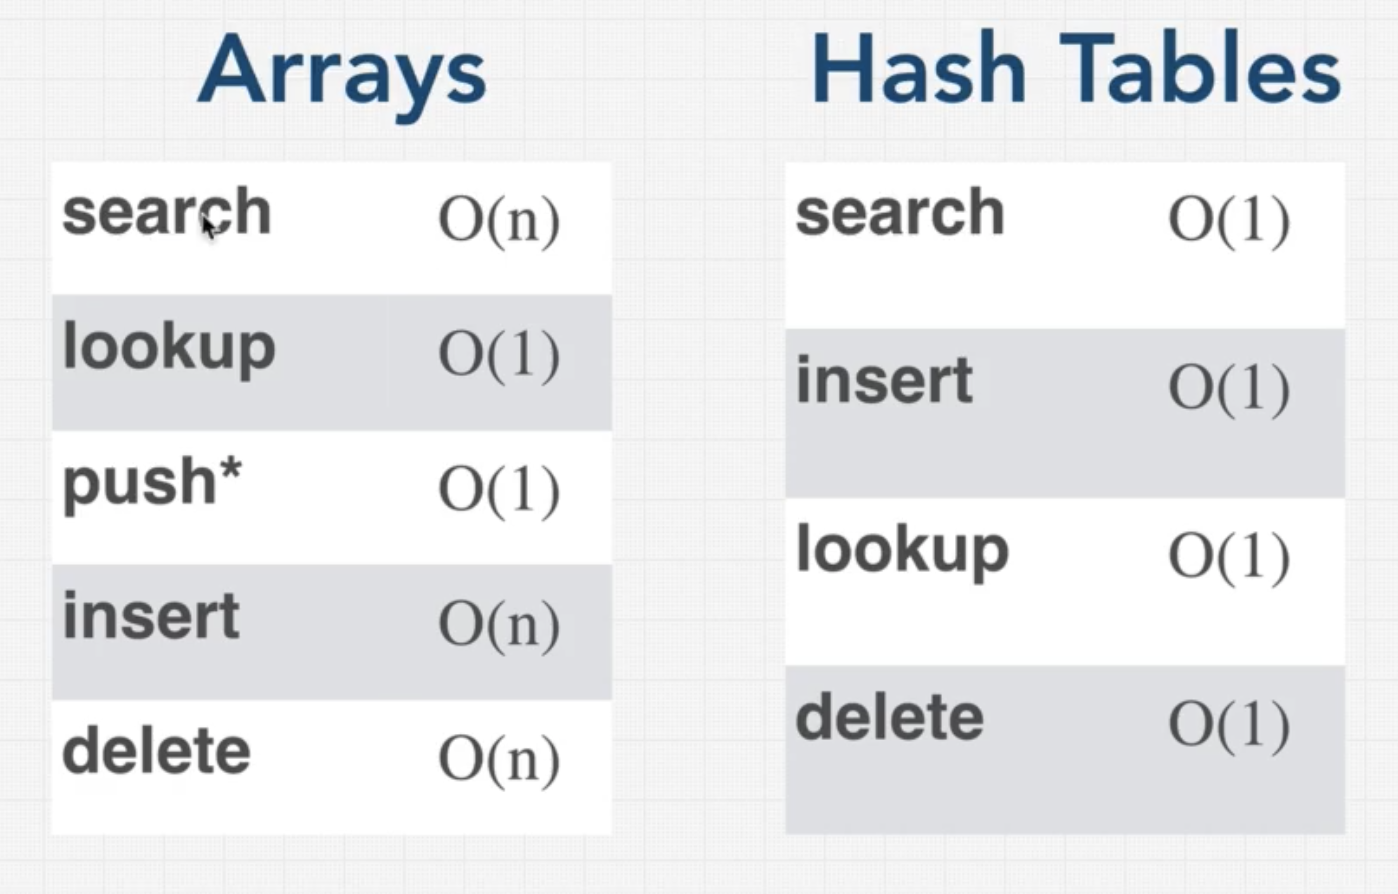 Arrays
search O(n)
lookup O(1)
push* O(1)
insert O(n)
delete O(n)
Hash Tables
search O(1)
insert O(1)
lookup O(1)
delete O(1)